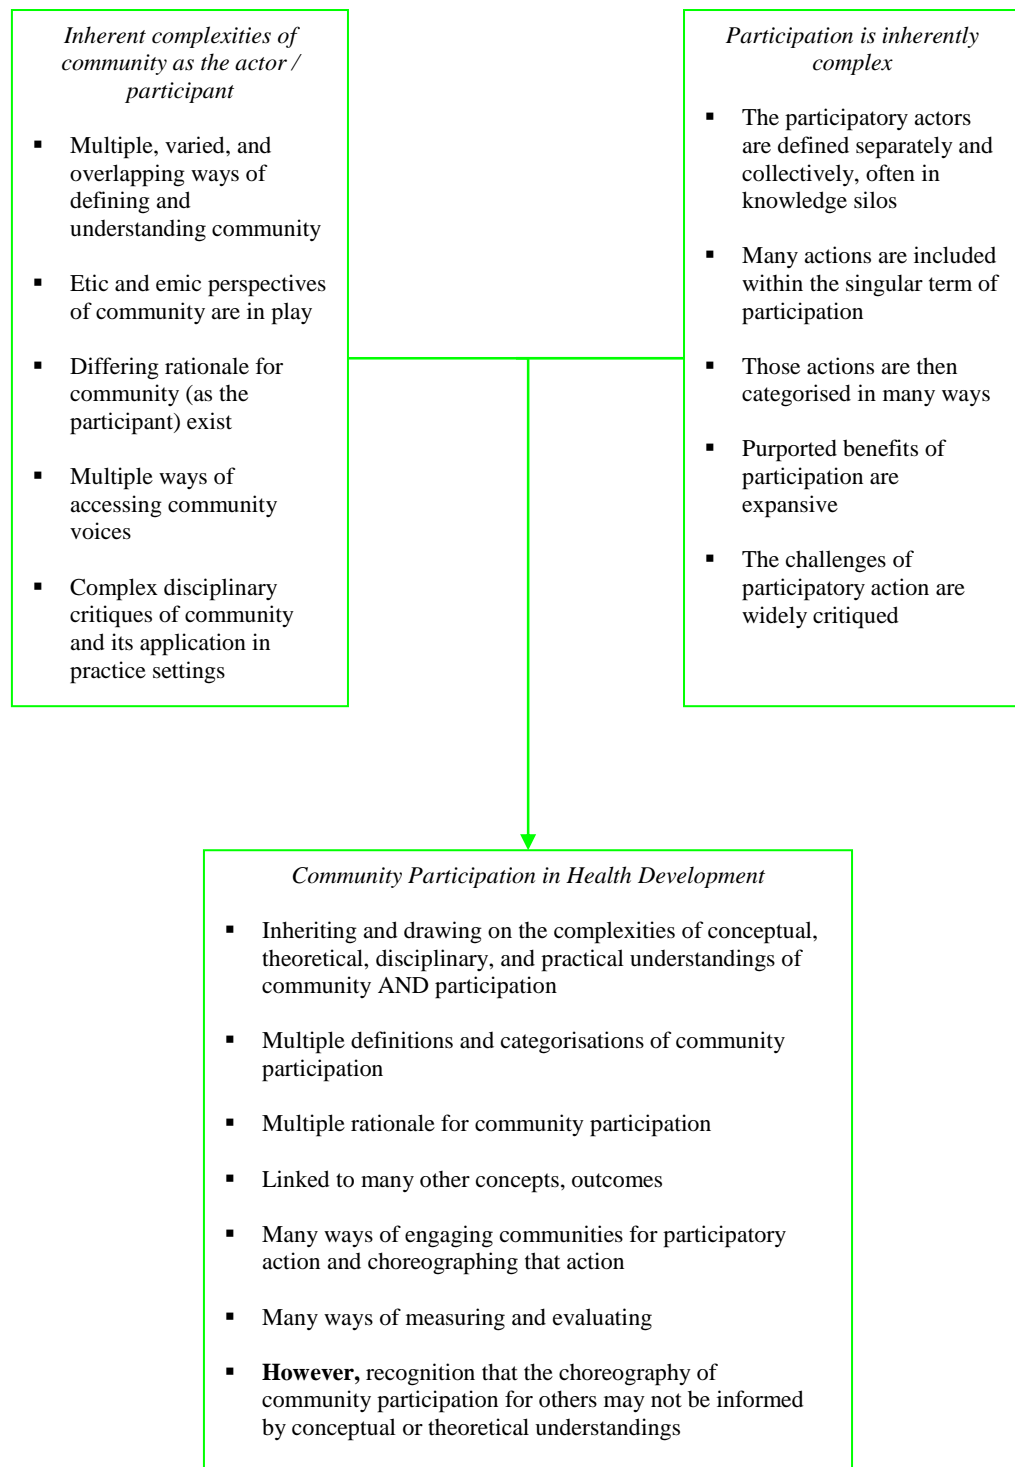 Inherent complexities of
community as the actor /
participant
▪ Multiple, varied, and
overlapping ways of
defining and
understanding community
▪ Etic and emic perspectives
of community are in play
▪ Differing rationale for
community (as the
participant) exist
▪ Multiple ways of
accessing community
voices
▪ Complex disciplinary
critiques of community
and its application in
practice settings
Participation is inherently
complex
▪ The participatory actors
are defined separately and
collectively, often in
knowledge silos
▪ Many actions are included
within the singular term of
participation
▪ Those actions are then
categorised in many ways
▪ Purported benefits of
participation are
expansive
▪ The challenges of
participatory action are
widely critiqued
Community Participation in Health Development
▪ Inheriting and drawing on the complexities of conceptual,
theoretical, disciplinary, and practical understandings of
community AND participation
▪ Multiple definitions and categorisations of community
participation
▪ Multiple rationale for community participation
▪ Linked to many other concepts, outcomes
▪ Many ways of engaging communities for participatory
action and choreographing that action
▪ Many ways of measuring and evaluating
▪ However, recognition that the choreography of
community participation for others may not be informed
by conceptual or theoretical understandings